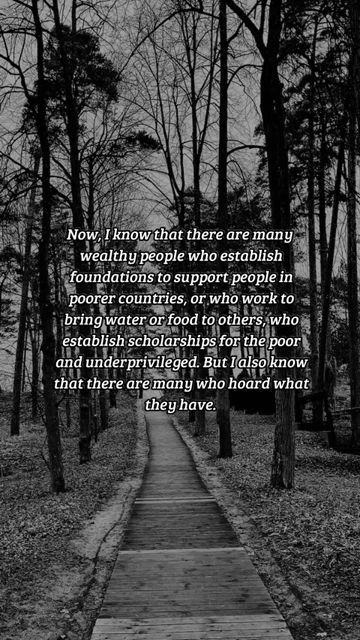 Now, I know that there are many
wealthy people who establish
foundations to support people in
poorer countries, or who work to
bring water or food to others, who
establish scholarships for the poor
and underprivileged. But I also know
that there are many who hoard what
they have.